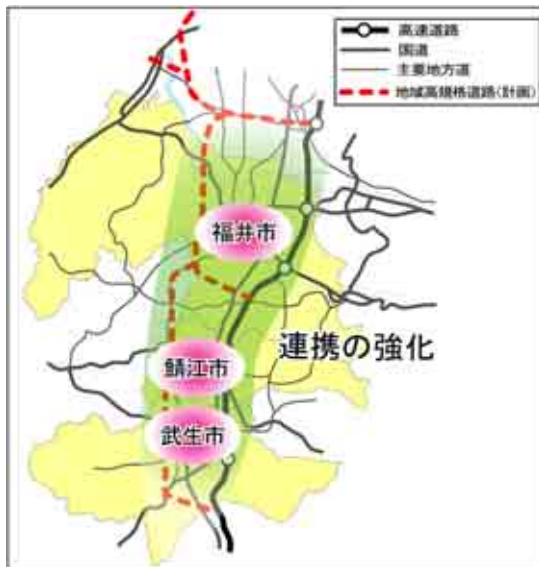 高速道路
国道
主要地方道
地域高規格道路(計画)
福井市
連携の強化
鯖江市
武生市